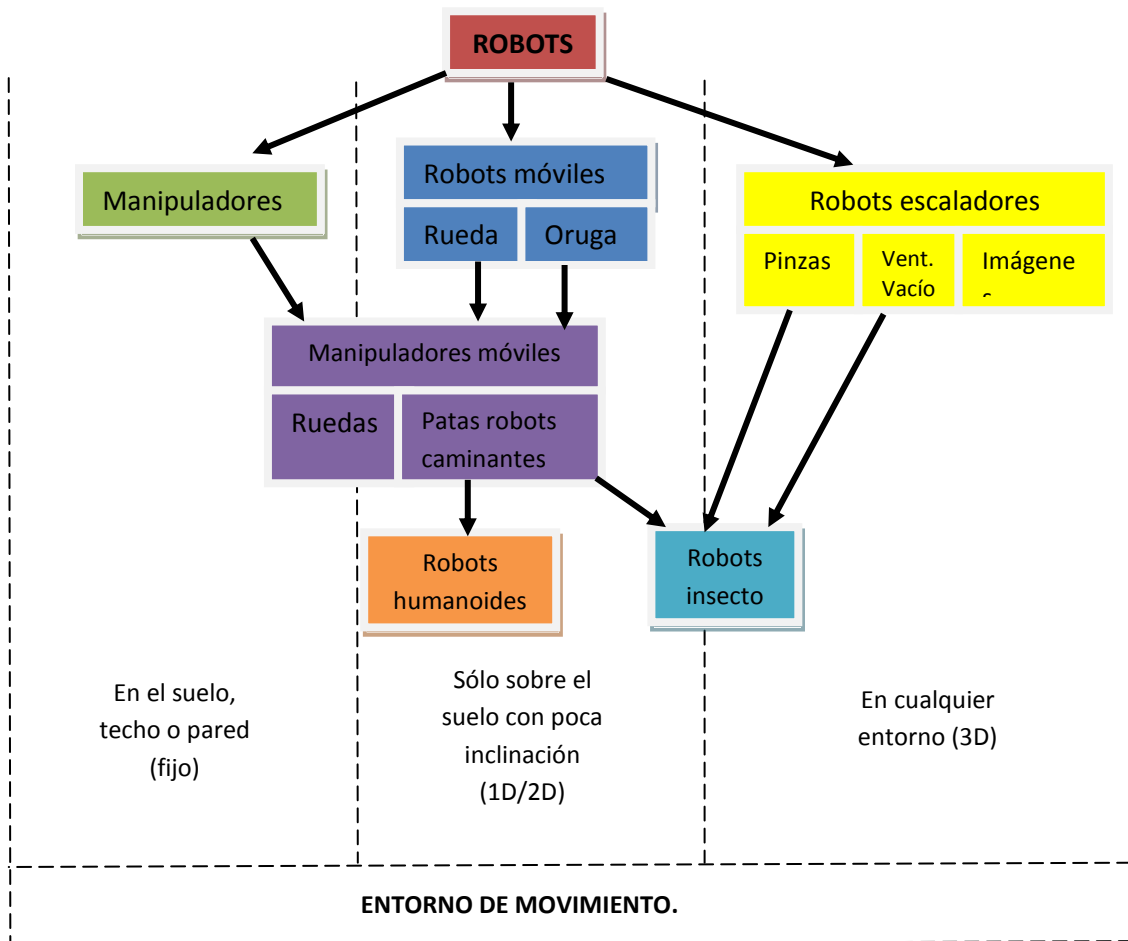 ROBOTS
Manipuladores
Robots móviles
Rueda
Oruga
Robots escaladores
Pinzas
Vent.
Vacío
Imágene
s
Manipuladores móviles
Ruedas
Patas robots
caminantes
Robots
humanoides
Robots
insecto
En el suelo,
techo o pared
(fijo)
Sólo sobre el
suelo con poca
inclinación
(1D/2D)
En cualquier
entorno (3D)
ENTORNO DE MOVIMIENTO.